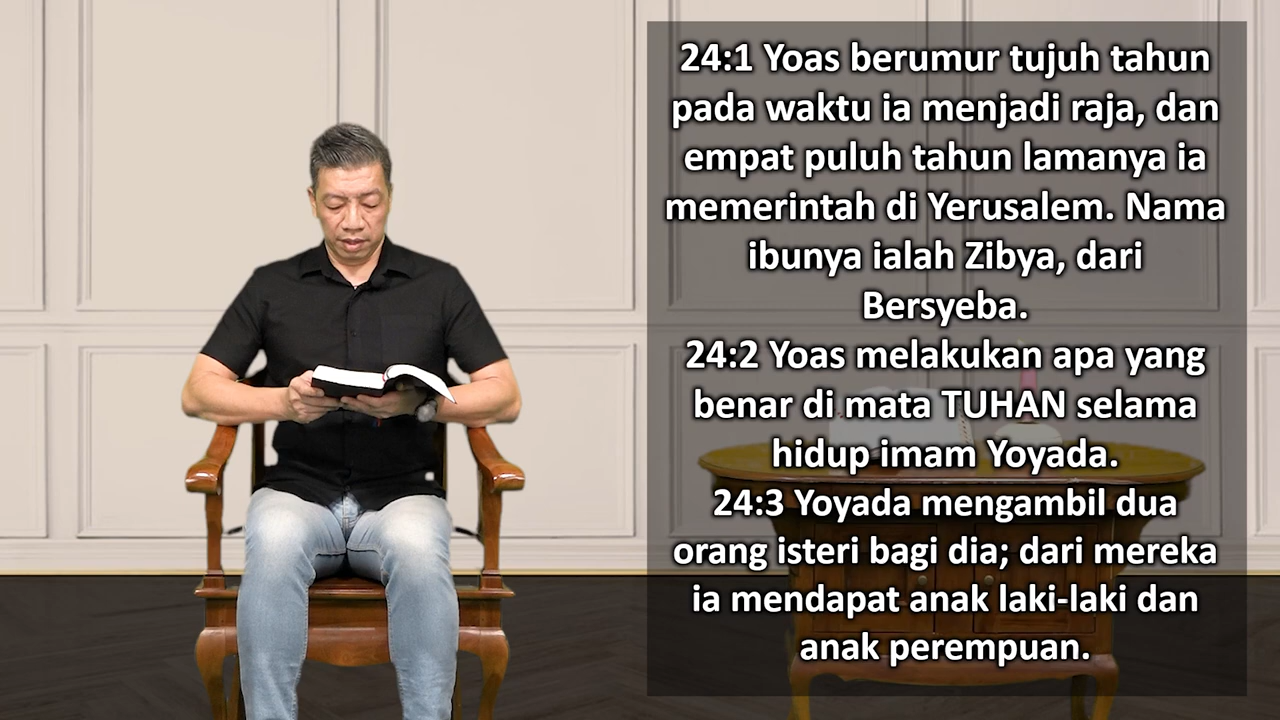 24:1 Yoas berumur tujuh tahun
pada waktu ia menjadi raja, dan
empat puluh tahun lamanya ia
memerintah di Yerusalem. Nama
ibunya ialah Zibya, dari
Bersyeba.
24:2 Yoas melakukan apa yang
benar di mata TUHAN selama
hidup imam Yoyada.
24:3 Yoyada mengambil dua
orang isteri bagi dia; dari mereka
ia mendapat anak laki-laki dan
anak perempuan.